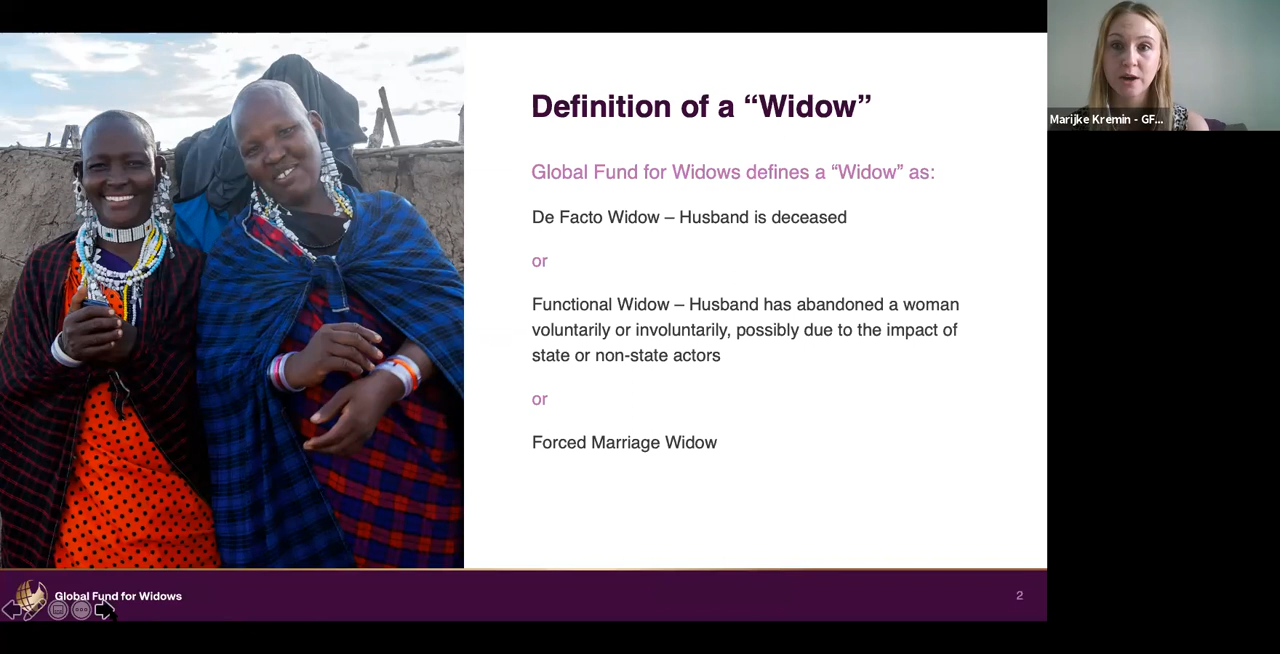 Definition of a “Widow”
Global Fund for Widows defines a “Widow” as:
De Facto Widow – Husband is deceased
or
Functional Widow – Husband has abandoned a woman
voluntarily or involuntarily, possibly due to the impact of
state or non-state actors
or
Forced Marriage Widow
Global Fund for Widows
2
Marijke Kremin - GF...